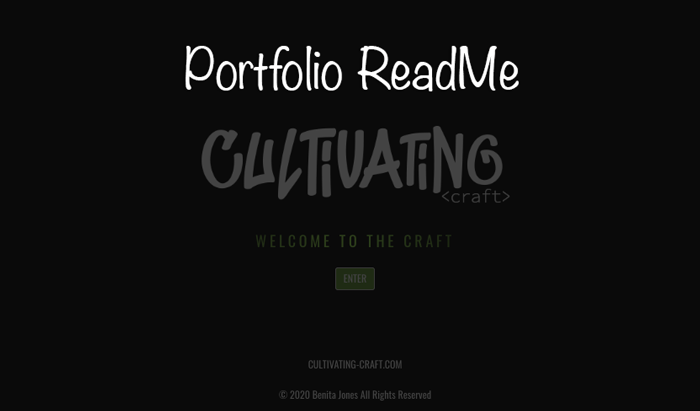 Portfolio ReadMe
CULTiVATiNG
<craft>
WELCOME TO THE CRAFT
ENTER
CULTIVATING-CRAFT.COM
© 2020 Benita Jones All Rights Reserved